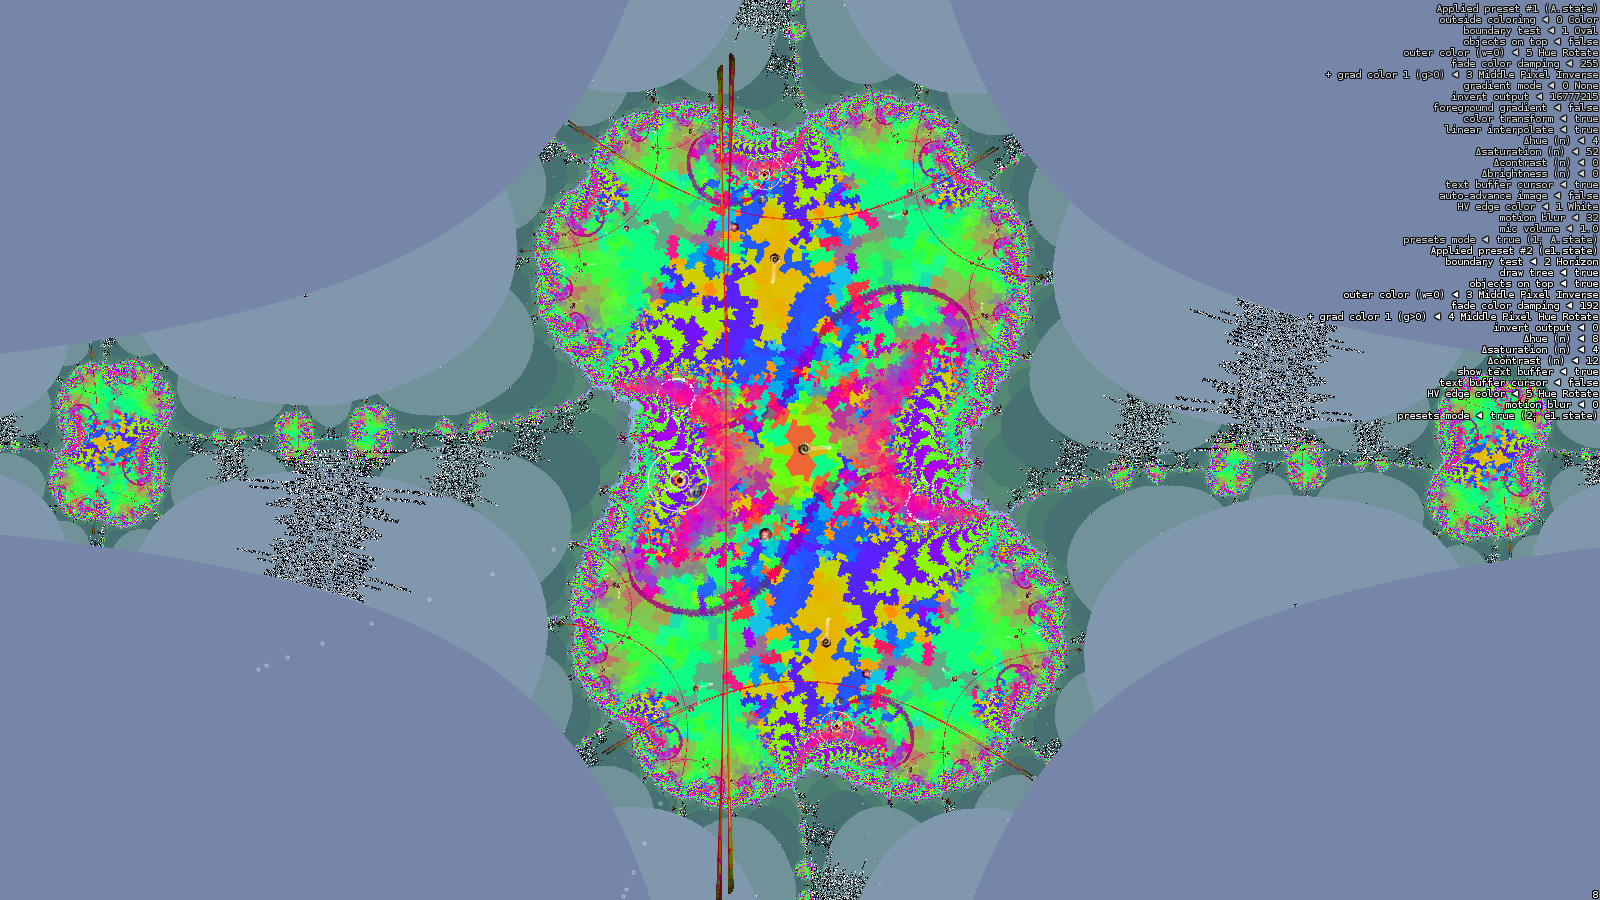 Applied preset #1 (A.state)
outside coloring ◄ 0 Color
boundary test ◄ 1 Oval
objects on top ◄ false
outer color (w=0) ◄ 5 Hue Rotate
fade color damping ◄ 255
+ grad color 1 (g>0) ◄ 3 Middle Pixel Inverse
gradient mode ◄ 0 None
invert output ◄ 16777215
foreground gradient ◄ false
color transform ◄ true
linear interpolate ◄ true
Δhue (n) ◄ 4
Δsaturation (n) ◄ 52
Δcontrast (n) ◄ 0
Δbrightness (n) ◄ 0
text buffer cursor ◄ true
auto-advance image ◄ false
HV edge color ◄ 1 White
motion blur ◄ 32
mic volume ◄ 1.0
presets mode ◄ true (1; A.state)
Applied preset #2 (e1.state)
boundary test ◄ 2 Horizon
draw tree ◄ true
objects on top ◄ true
outer color (w=0) ◄ 3 Middle Pixel Inverse
fade color damping ◄ 192
+ grad color 1 (g>0) ◄ 4 Middle Pixel Hue Rotate
invert output ◄ 0
Δhue (n) ◄ 8
Δsaturation (n) ◄ 4
Δcontrast (n) ◄ 12
show text buffer ◄ true
text buffer cursor ◄ false
HV edge color ◄ 5 Hue Rotate
motion blur ◄ 0
presets mode ◄ true (2; e1.state)
8